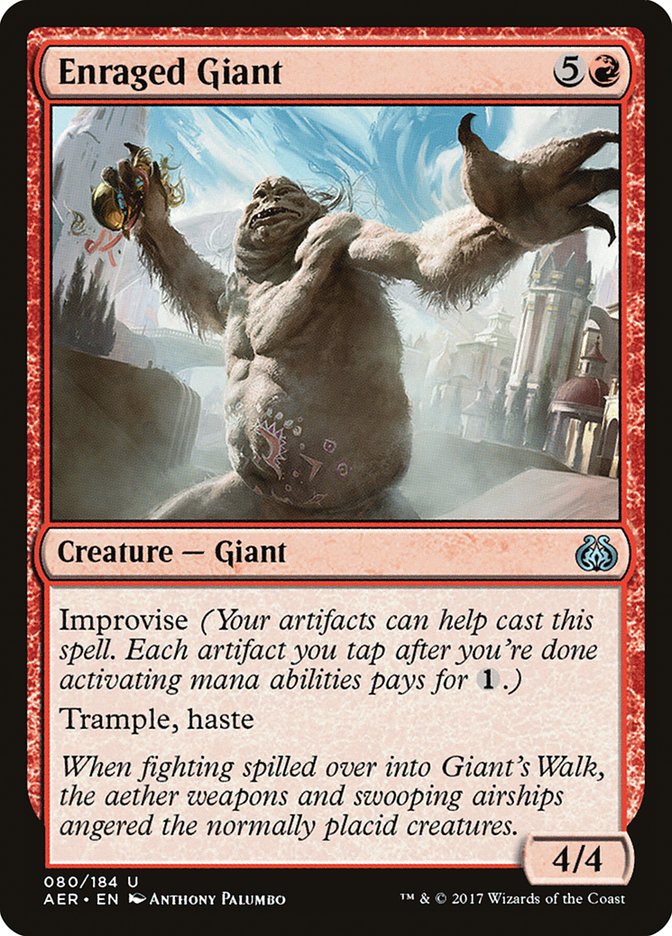 Enraged Giant 5
Creature — Giant
Improvise (Your artifacts can help cast this
spell. Each artifact you tap after you're done
activating mana abilities pays for 1.)
Trample, haste
When fighting spilled over into Giant's Walk,
the aether weapons and swooping airships
angered the normally placid creatures.
4/4
080/184 U
AER • EN Anthony Palumbo
™ & © 2017 Wizards of the Coast